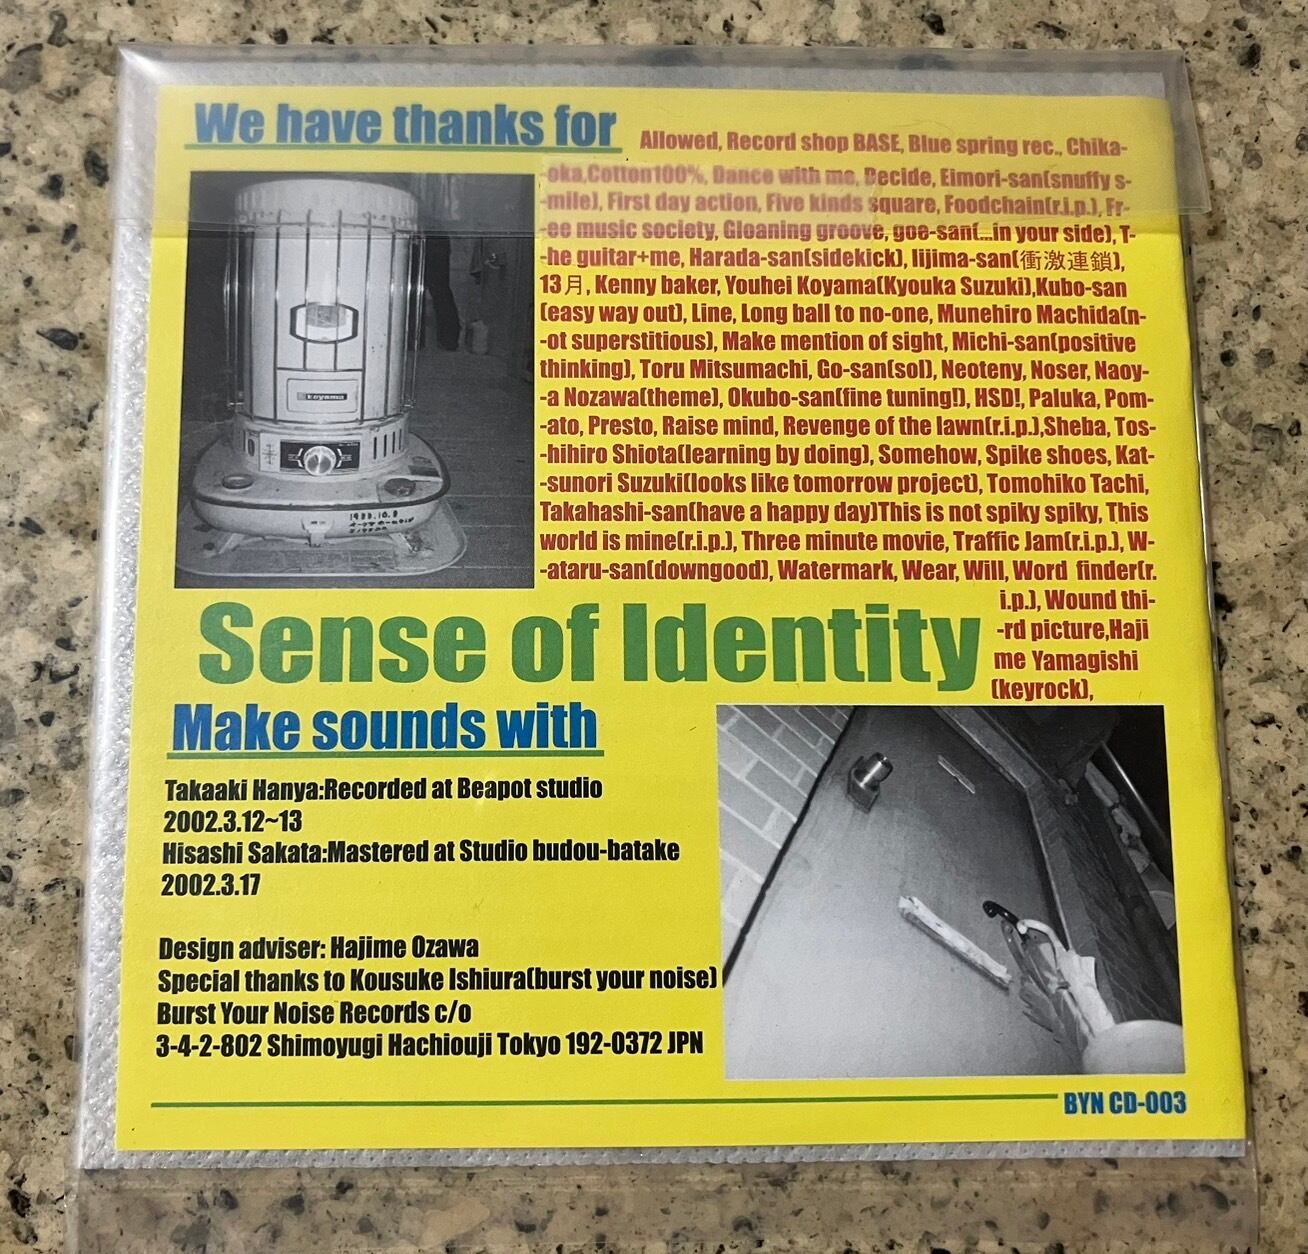 We have thanks for
Allowed, Record shop BASE, Blue spring rec., Chika-
-oka,Cotton100%, Dance with me, Decide, Eimori-san(snuffy s-
-mile), First day action, Five kinds square, Foodchain(r.i.p.), Fr-
-ee music society, Gloaning groove, goe-san(...in your side), T-
-he guitar+me, Harada-san(sidekick), Iijima-san(衝激連鎖),
13月, Kenny baker, Youhei Koyama(Kyouka Suzuki),Kubo-san
(easy way out), Line, Long ball to no-one, Munehiro Machida(n-
-ot superstitious), Make mention of sight, Michi-san(positive
thinking), Toru Mitsumachi, Go-san(sol), Neoteny, Noser, Naoy-
-a Nozawa(theme), Okubo-san(fine tuning!), HSD!, Paluka, Pom-
-ato, Presto, Raise mind, Revenge of the lawn(r.i.p.),Sheba, Tos-
-hihiro Shiota(learning by doing), Somehow, Spike shoes, Kat-
-sunori Suzuki(looks like tomorrow project), Tomohiko Tachi,
Takahashi-san(have a happy day)This is not spiky spiky, This
world is mine(r.i.p.), Three minute movie, Traffic Jam(r.i.p.), W-
-ataru-san(downgood), Watermark, Wear, Will, Word finder(r.
i.p.), Wound thi-
-rd picture,Haji
me Yamagishi
(keyrock),
koyama
1983.10.8
Sense of Identity
Make sounds with
Takaaki Hanya:Recorded at Beapot studio
2002.3.12~13
Hisashi Sakata:Mastered at Studio budou-batake
2002.3.17
Design adviser: Hajime Ozawa
Special thanks to Kousuke Ishiura(burst your noise)
Burst Your Noise Records c/o
3-4-2-802 Shimoyugi Hachiouji Tokyo 192-0372 JPN
BYN CD-003